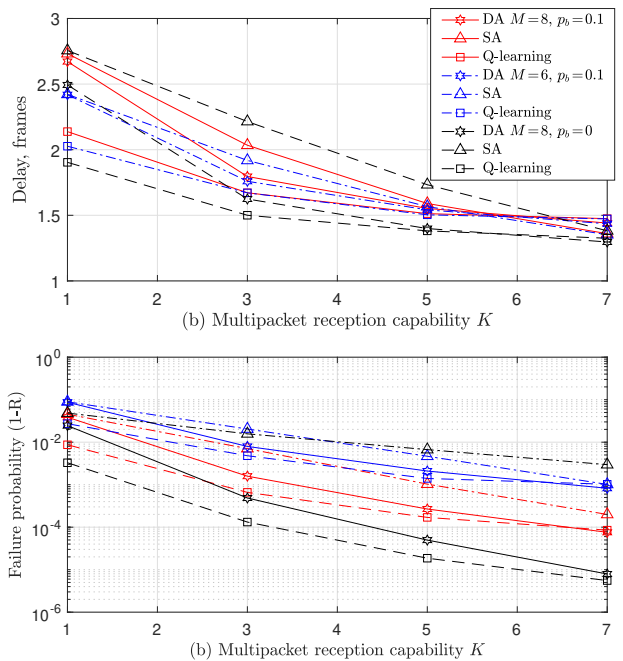 DA M=8, p_b=0.1
SA
Q-learning
DA M=6, p_b=0.1
SA
Q-learning
DA M=8, p_b=0
SA
Q-learning
Delay, frames
3
2.5
2
1.5
1
1 2 3 4 5 6 7
(b) Multipacket reception capability K
Failure probability (1-R)
10^0
10^-2
10^-4
10^-6
1 2 3 4 5 6 7
(b) Multipacket reception capability K